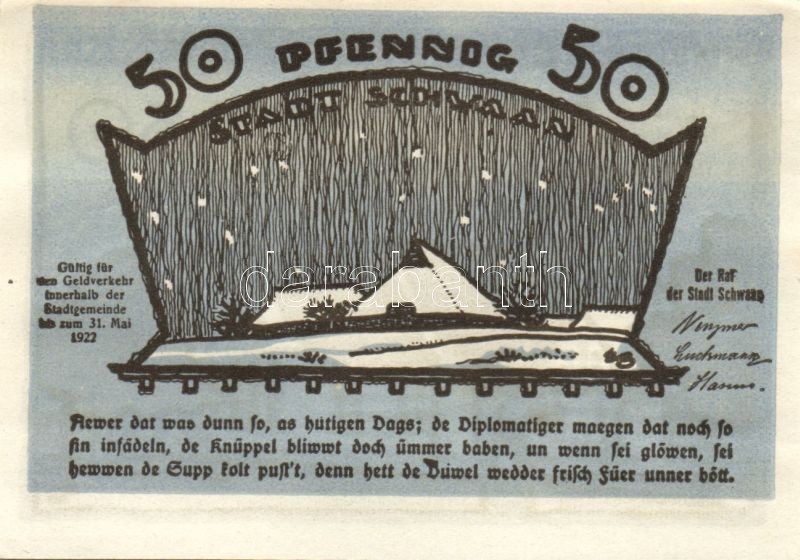 50 PFENNIG 50
STADT SCHWAAN
Gültig für
den Geldverkehr
innerhalb der
Stadtgemeinde
bis zum 31. Mai
1922
Der Rat
der Stadt Schwaan
darabanth
Aewer dat was dunn so, as hütigen Dags; de Diplomatiger maegen dat noch so
fin infädeln, de Knüppel bliwwt doch ümmer baben, un wenn sei glöwen, sei
hewwen de Supp kolt pust't, denn hett de Düwel wedder frisch Füer unner bött.